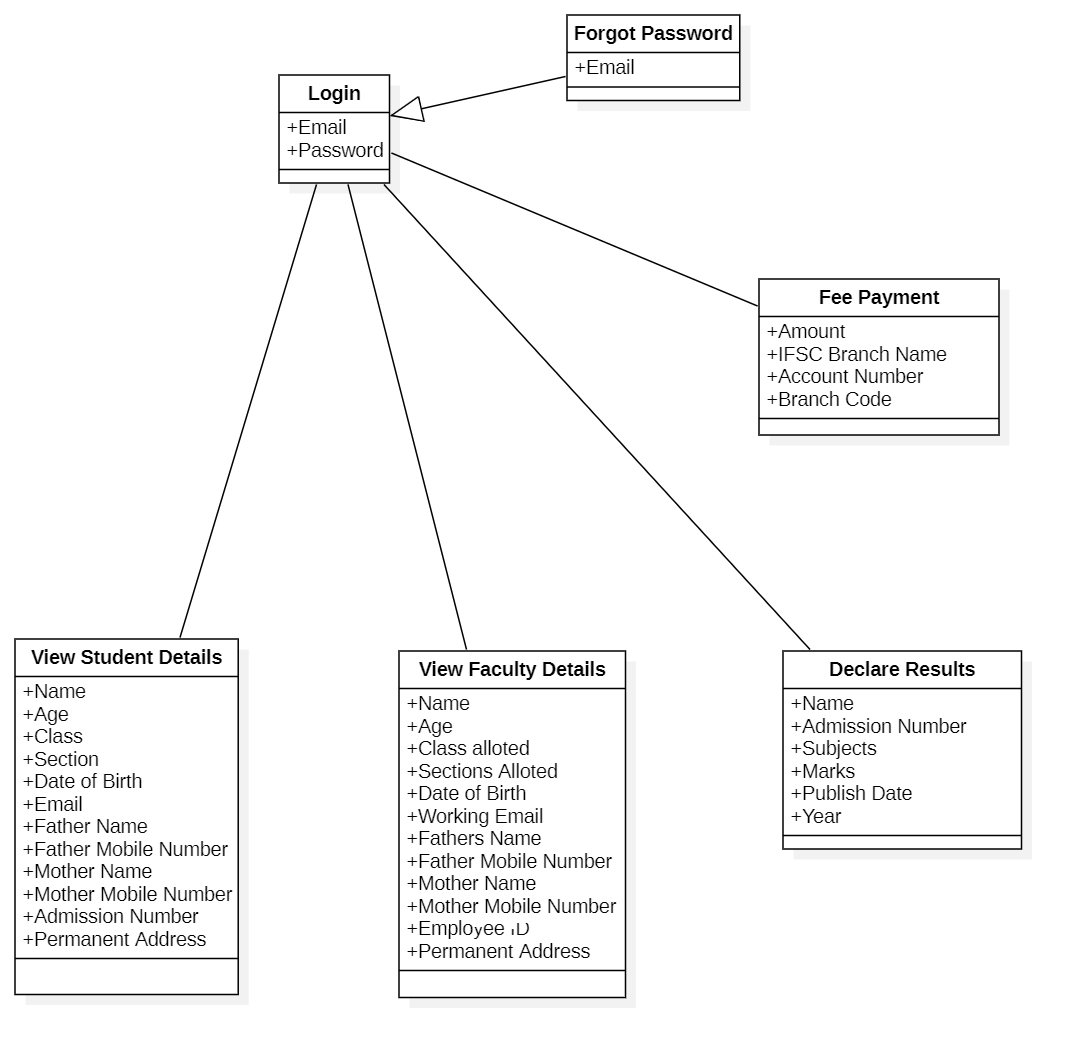 Forgot Password
+Email
Login
+Email
+Password
Fee Payment
+Amount
+IFSC Branch Name
+Account Number
+Branch Code
View Student Details
+Name
+Age
+Class
+Section
+Date of Birth
+Email
+Father Name
+Father Mobile Number
+Mother Name
+Mother Mobile Number
+Admission Number
+Permanent Address
View Faculty Details
+Name
+Age
+Class alloted
+Sections Alloted
+Date of Birth
+Working Email
+Fathers Name
+Father Mobile Number
+Mother Name
+Mother Mobile Number
+Employee ID
+Permanent Address
Declare Results
+Name
+Admission Number
+Subjects
+Marks
+Publish Date
+Year